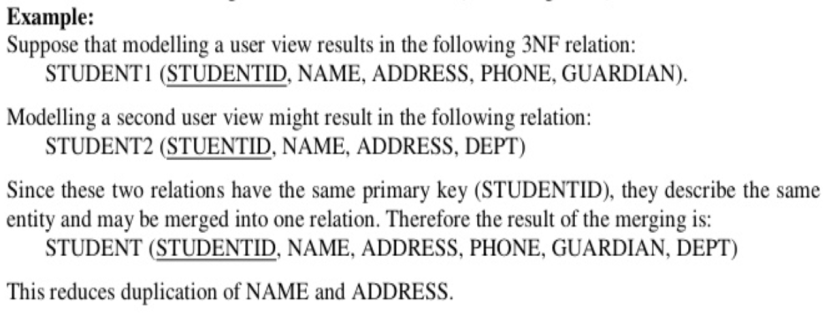 Example:
Suppose that modelling a user view results in the following 3NF relation:
STUDENT1 (STUDENTID, NAME, ADDRESS, PHONE, GUARDIAN).
Modelling a second user view might result in the following relation:
STUDENT2 (STUENTID, NAME, ADDRESS, DEPT)
Since these two relations have the same primary key (STUDENTID), they describe the same
entity and may be merged into one relation. Therefore the result of the merging is:
STUDENT (STUDENTID, NAME, ADDRESS, PHONE, GUARDIAN, DEPT)
This reduces duplication of NAME and ADDRESS.